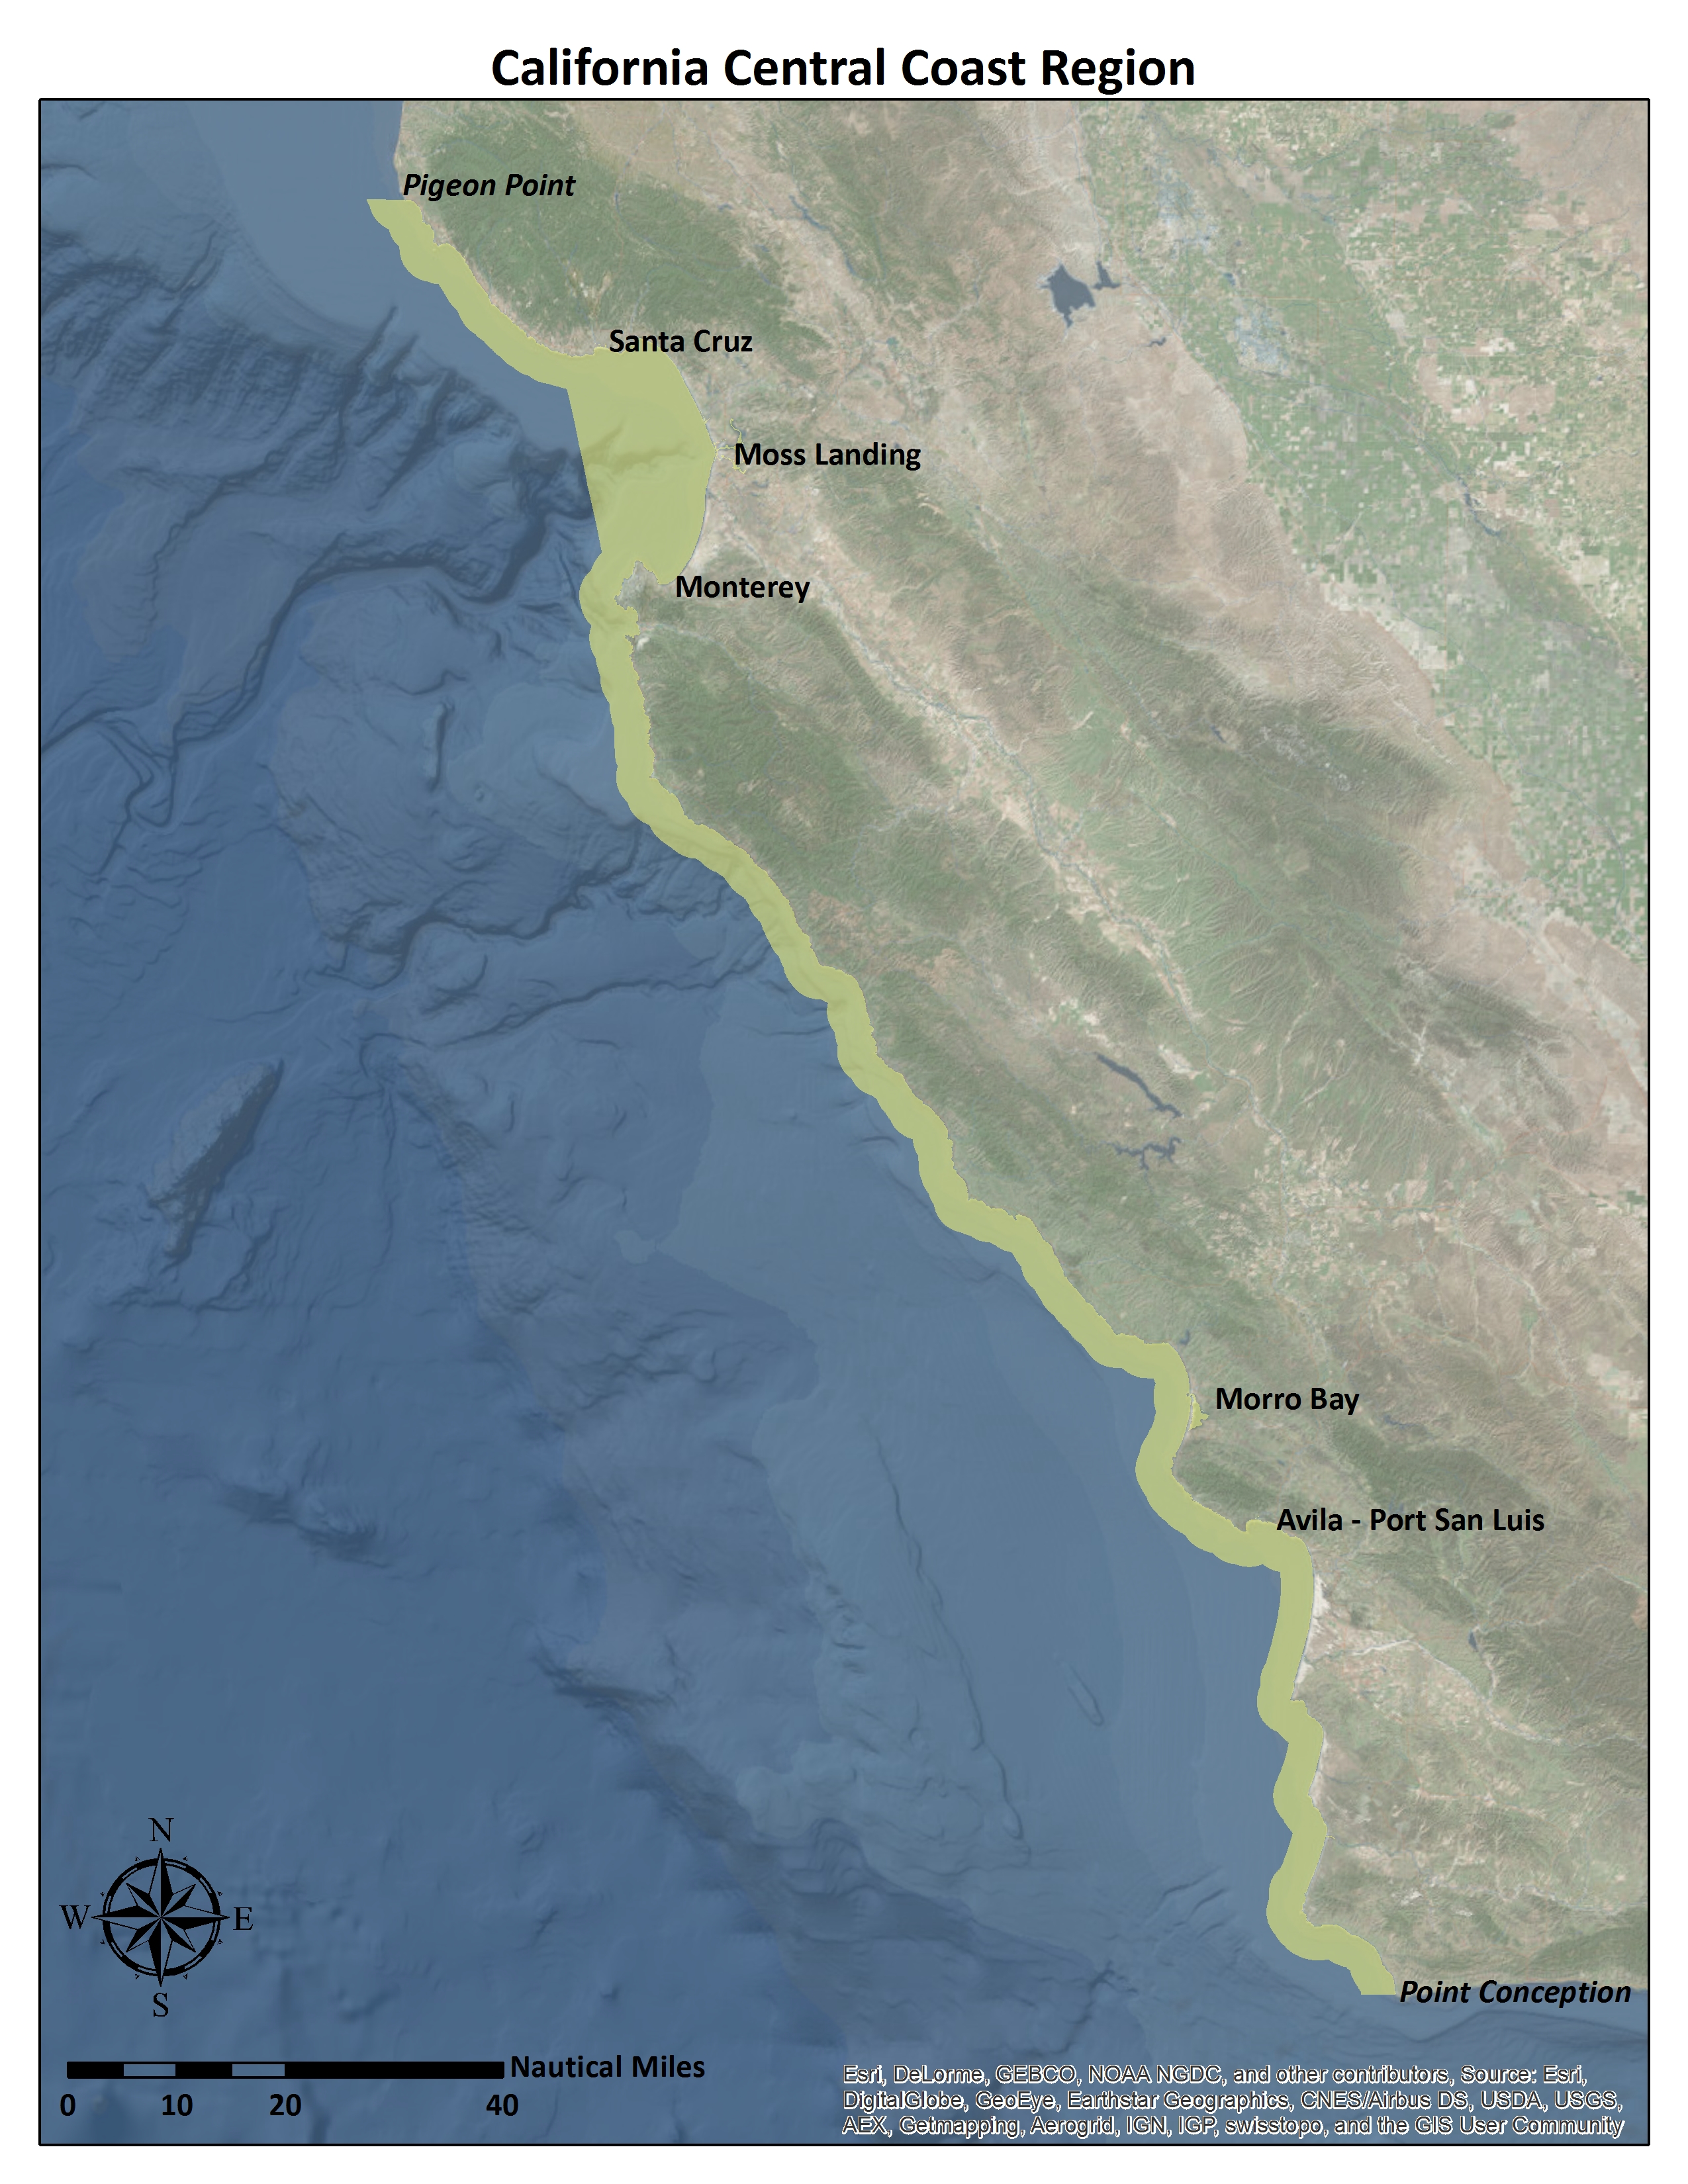 California Central Coast Region
Pigeon Point
Santa Cruz
Moss Landing
Monterey
Morro Bay
Avila - Port San Luis
N
W
E
S
Point Conception
Nautical Miles
0 10 20 40
Esri, DeLorme, GEBCO, NOAA NGDC, and other contributors, Source: Esri,
DigitalGlobe, GeoEye, Earthstar Geographics, CNES/Airbus DS, USDA, USGS,
AEX, Getmapping, Aerogrid, IGN, IGP, swisstopo, and the GIS User Community